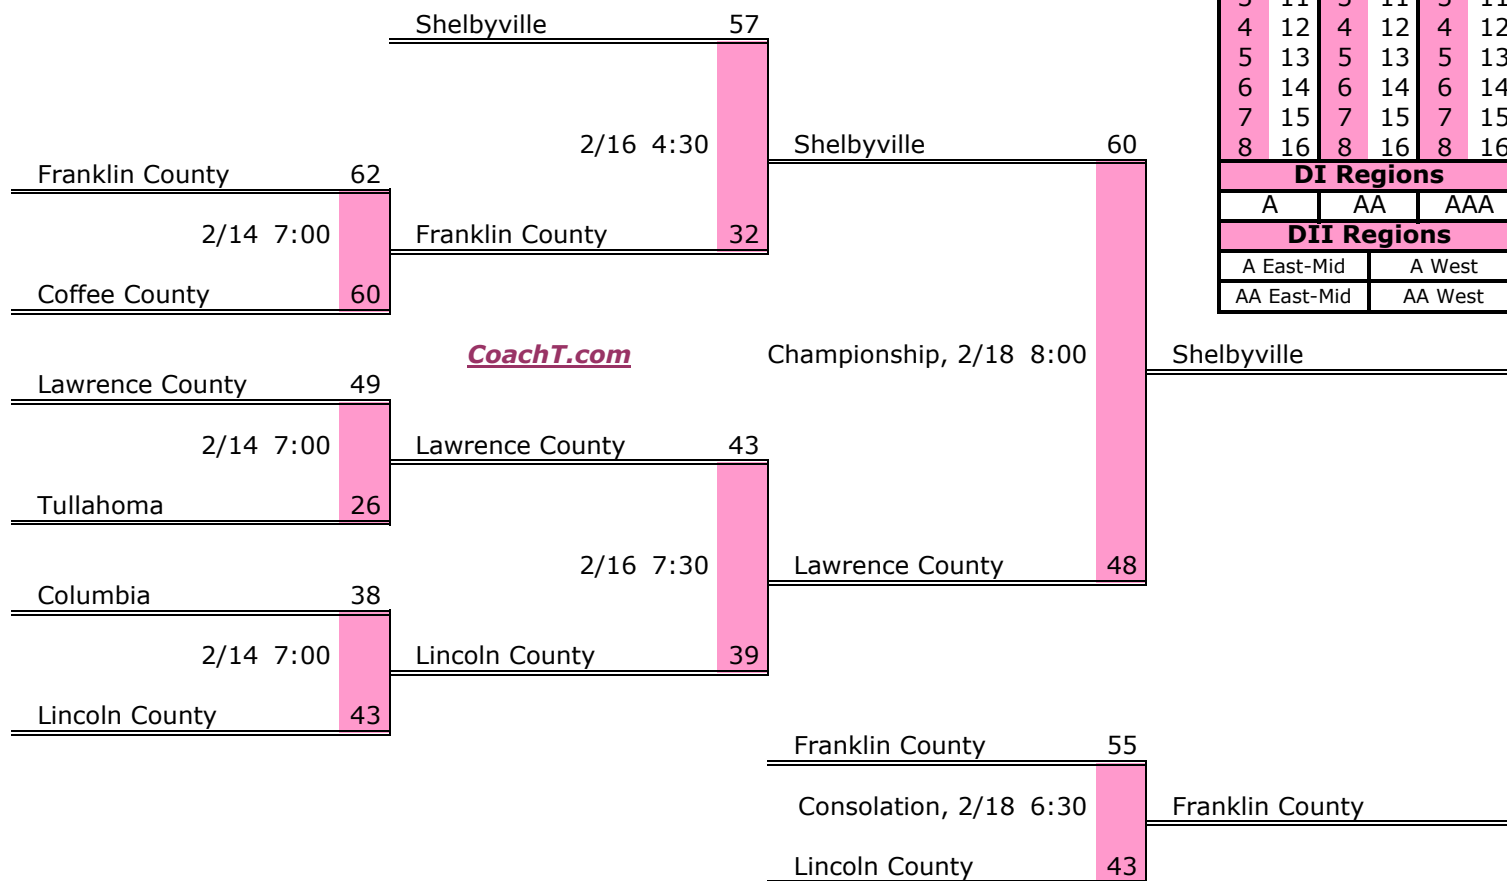 3 11 3 11 3 11
Shelbyville 57
4 12 4 12 4 12
5 13 5 13 5 13
6 14 6 14 6 14
7 15 7 15 7 15
2/16 4:30 Shelbyville 60
8 16 8 16 8 16
Franklin County 62
DI Regions
A AA AAA
2/14 7:00 Franklin County 32
DII Regions
A East-Mid A West
Coffee County 60
AA East-Mid AA West
CoachT.com Championship, 2/18 8:00 Shelbyville
Lawrence County 49
2/14 7:00 Lawrence County 43
Tullahoma 26
2/16 7:30 Lawrence County 48
Columbia 38
2/14 7:00 Lincoln County 39
Lincoln County 43
Franklin County 55
Consolation, 2/18 6:30 Franklin County
Lincoln County 43